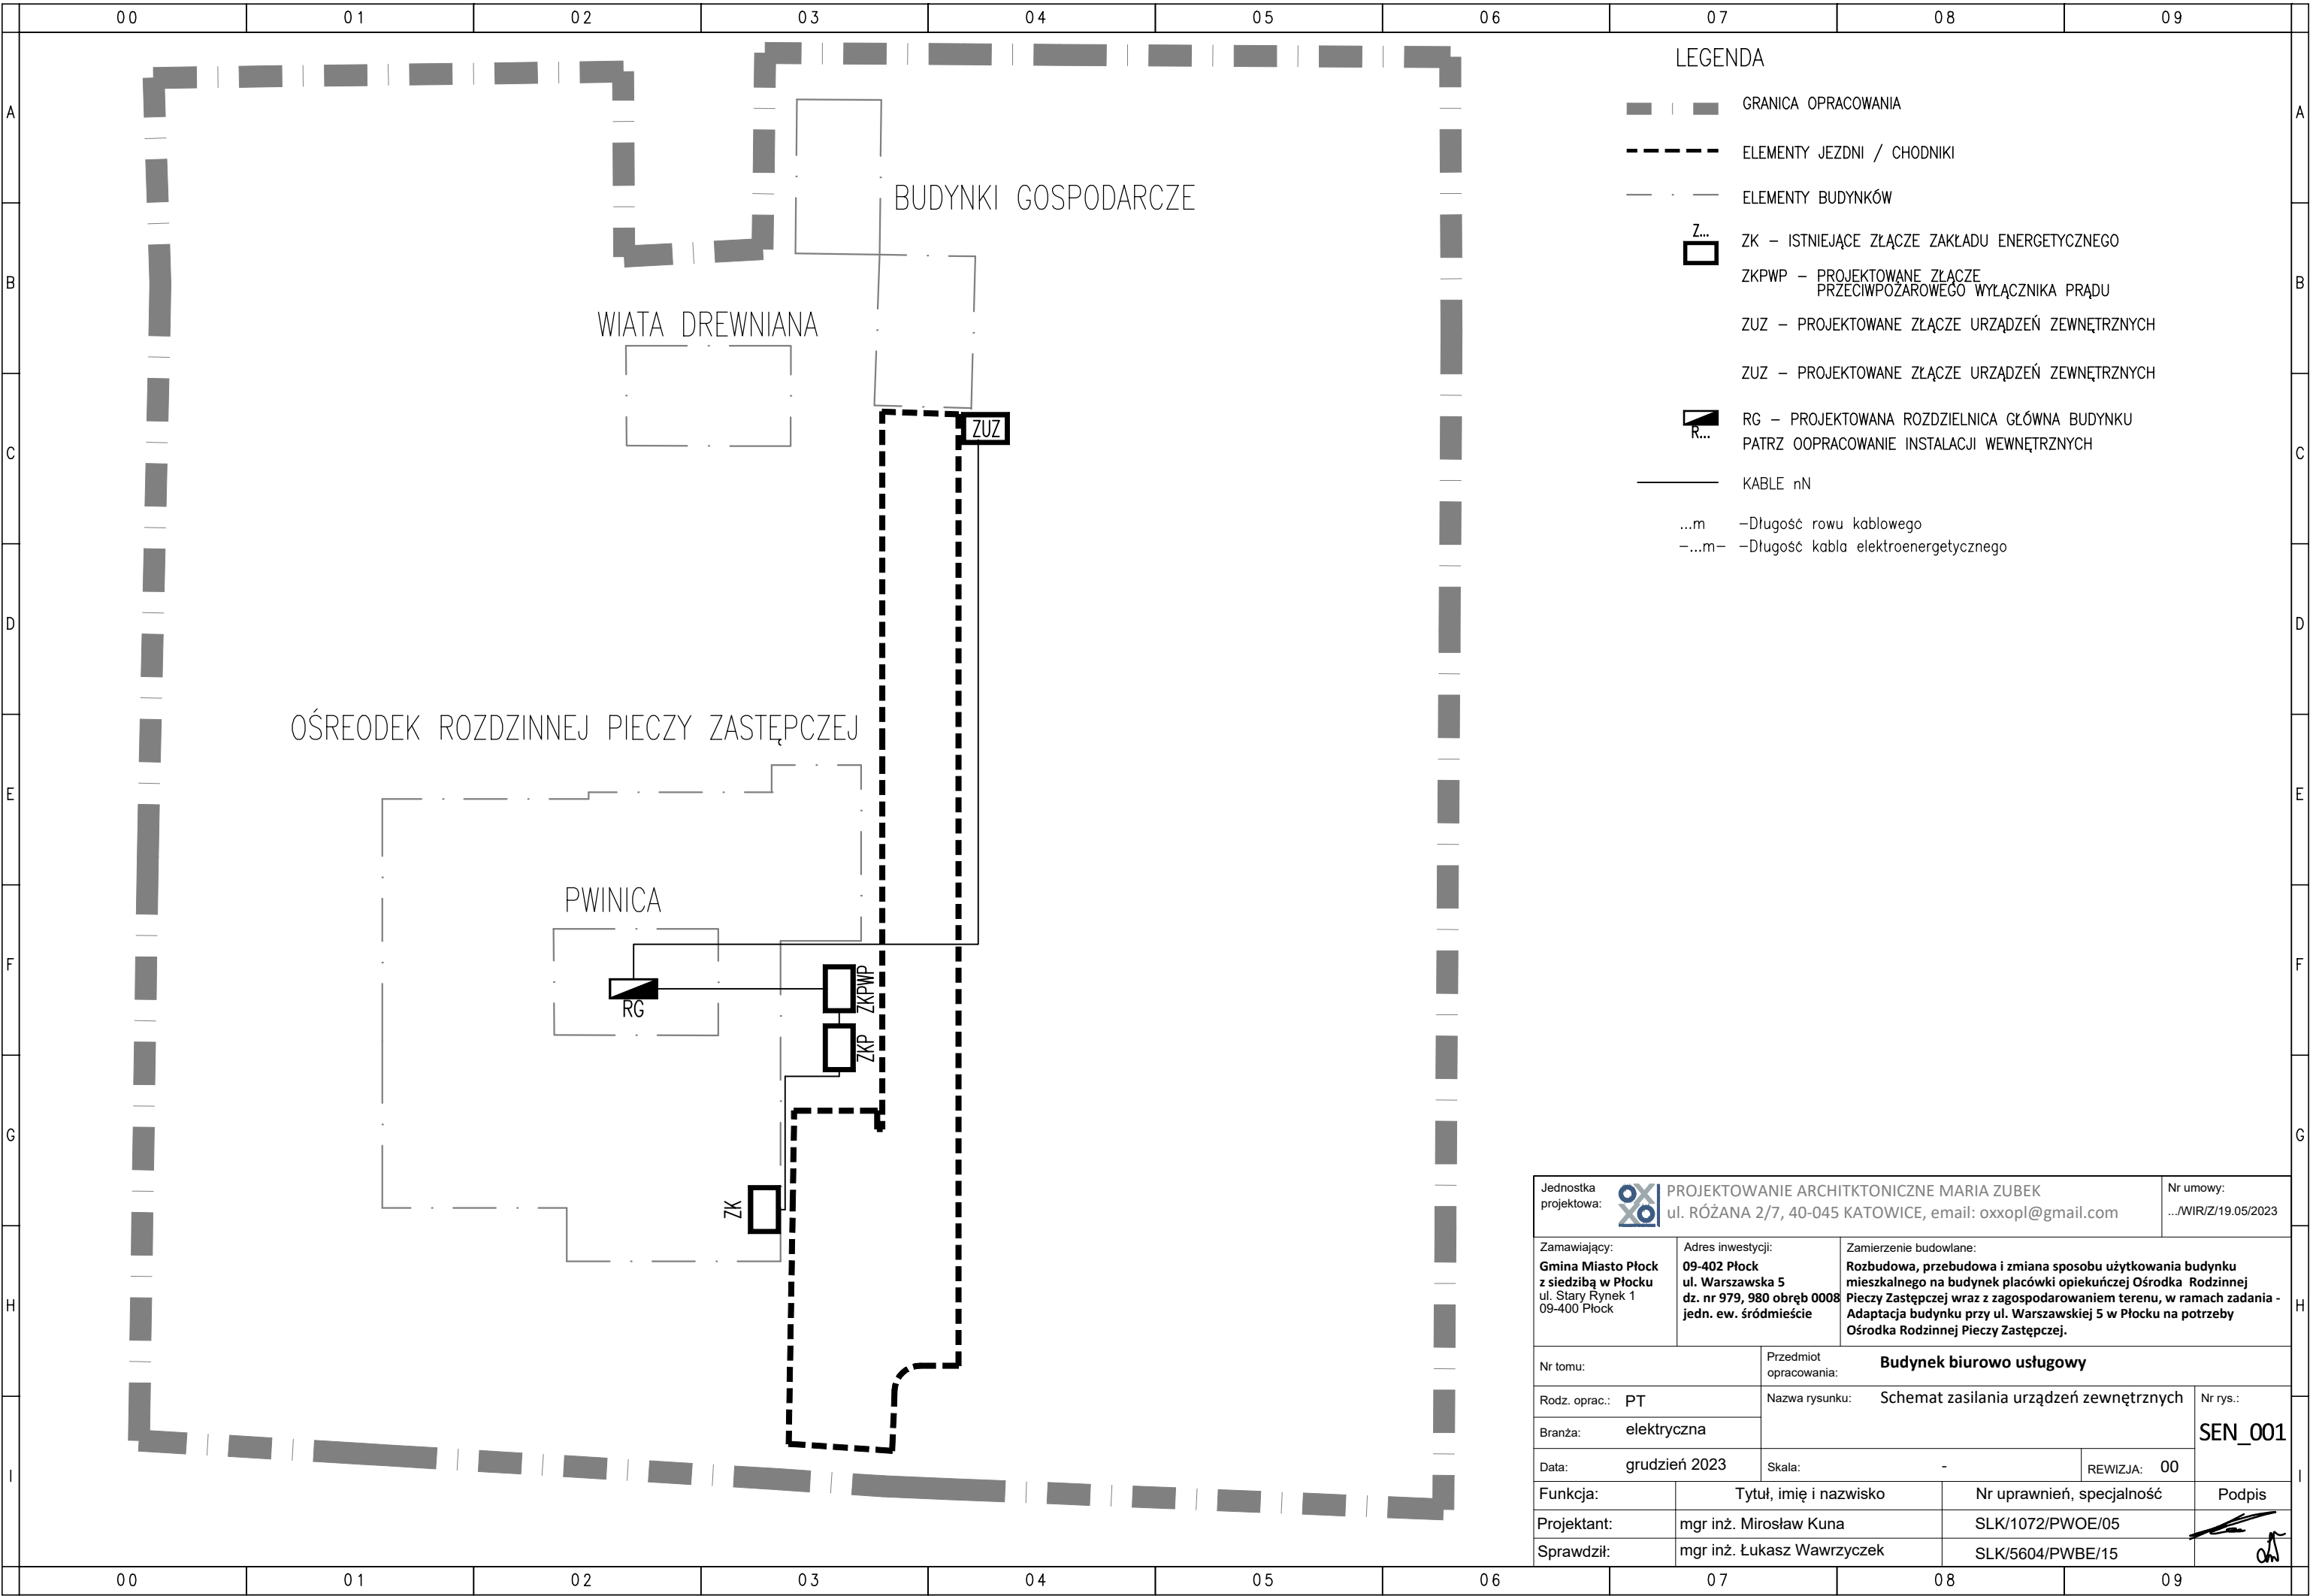 00 01 02 03 04 05 06 07 08 09
A
B
C
D
E
F
G
H
I
A
B
C
D
E
F
G
H
I
BUDYNKI GOSPODARCZE
WIATA DREWNIANA
ZUZ
OŚREODEK ROZDZINNEJ PIECZY ZASTĘPCZEJ
PWINICA
RG
ZKPWP
ZKP
ZK
LEGENDA
GRANICA OPRACOWANIA
ELEMENTY JEZDNI / CHODNIKI
ELEMENTY BUDYNKÓW
Z...
ZK – ISTNIEJĄCE ZŁĄCZE ZAKŁADU ENERGETYCZNEGO
ZKPWP – PROJEKTOWANE ZŁĄCZE
PRZECIWPOŻAROWEGO WYŁĄCZNIKA PRĄDU
ZUZ – PROJEKTOWANE ZŁĄCZE URZĄDZEŃ ZEWNĘTRZNYCH
ZUZ – PROJEKTOWANE ZŁĄCZE URZĄDZEŃ ZEWNĘTRZNYCH
R...
RG – PROJEKTOWANA ROZDZIELNICA GŁÓWNA BUDYNKU
PATRZ OOPRACOWANIE INSTALACJI WEWNĘTRZNYCH
KABLE nN
...m –Długość rowu kablowego
–...m– –Długość kabla elektroenergetycznego
Jednostka
projektowa:
OXXO
PROJEKTOWANIE ARCHITKTONICZNE MARIA ZUBEK
ul. RÓŻANA 2/7, 40-045 KATOWICE, email: oxxopl@gmail.com
Nr umowy:
.../WIR/Z/19.05/2023
Zamawiający:
Gmina Miasto Płock
z siedzibą w Płocku
ul. Stary Rynek 1
09-400 Płock
Adres inwestycji:
09-402 Płock
ul. Warszawska 5
dz. nr 979, 980 obręb 0008
jedn. ew. śródmieście
Zamierzenie budowlane:
Rozbudowa, przebudowa i zmiana sposobu użytkowania budynku
mieszkalnego na budynek placówki opiekuńczej Ośrodka Rodzinnej
Pieczy Zastępczej wraz z zagospodarowaniem terenu, w ramach zadania -
Adaptacja budynku przy ul. Warszawskiej 5 w Płocku na potrzeby
Ośrodka Rodzinnej Pieczy Zastępczej.
Nr tomu:
Przedmiot
opracowania:
Budynek biurowo usługowy
Rodz. oprac.: PT
Nazwa rysunku: Schemat zasilania urządzeń zewnętrznych
Nr rys.:
SEN_001
Branża: elektryczna
Data: grudzień 2023
Skala: -
REWIZJA: 00
Funkcja: Tytuł, imię i nazwisko Nr uprawnień, specjalność Podpis
Projektant: mgr inż. Mirosław Kuna SLK/1072/PWOE/05
Sprawdził: mgr inż. Łukasz Wawrzyczek SLK/5604/PWBE/15
00 01 02 03 04 05 06 07 08 09